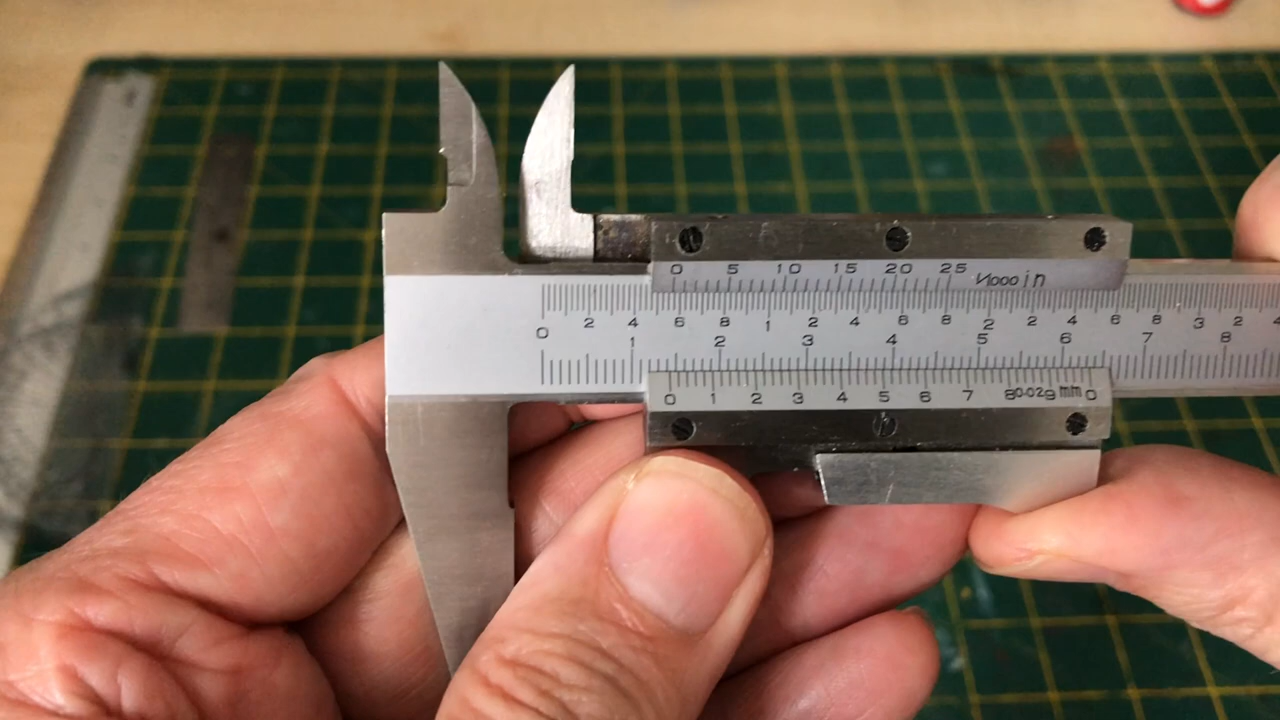 0 5 10 15 20 25 1/1000 in
0 2 4 6 8 1 2 4 6 8 2 2 4 6 8 3 2 4
1 2 3 4 5 6 7 8
0 1 2 3 4 5 6 7 8 0·02 9 mm 0